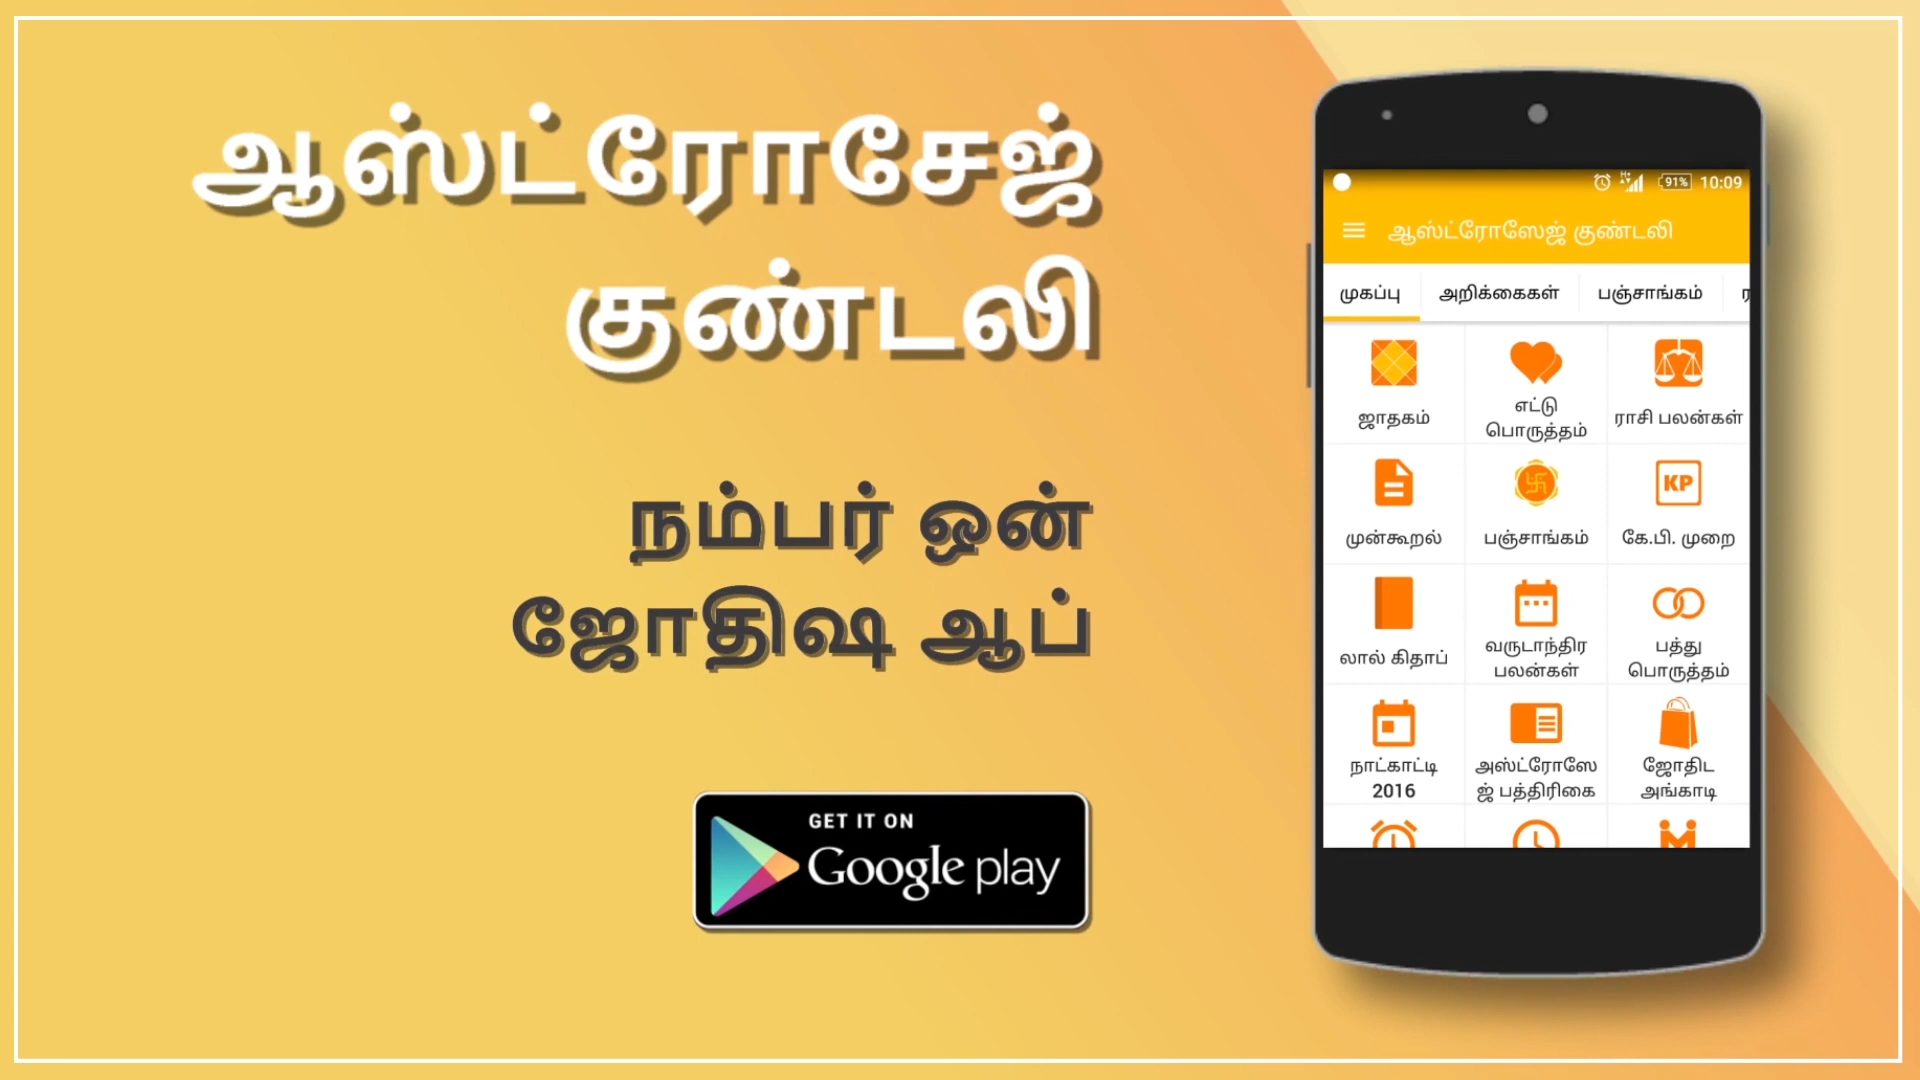 ஆஸ்ட்ரோசேஜ்
குண்டலி
நம்பர் ஒன்
ஜோதிஷ ஆப்
GET IT ON
Google play
91% 10:09
ஆஸ்ட்ரோஸேஜ் குண்டலி
முகப்பு அறிக்கைகள் பஞ்சாங்கம்
ஜாதகம்
எட்டு
பொருத்தம்
ராசி பலன்கள்
KP
முன்கூறல்
பஞ்சாங்கம்
கே.பி. முறை
லால் கிதாப்
வருடாந்திர
பலன்கள்
பத்து
பொருத்தம்
நாட்காட்டி
2016
அஸ்ட்ரோஸே
ஜ் பத்திரிகை
ஜோதிட
அங்காடி